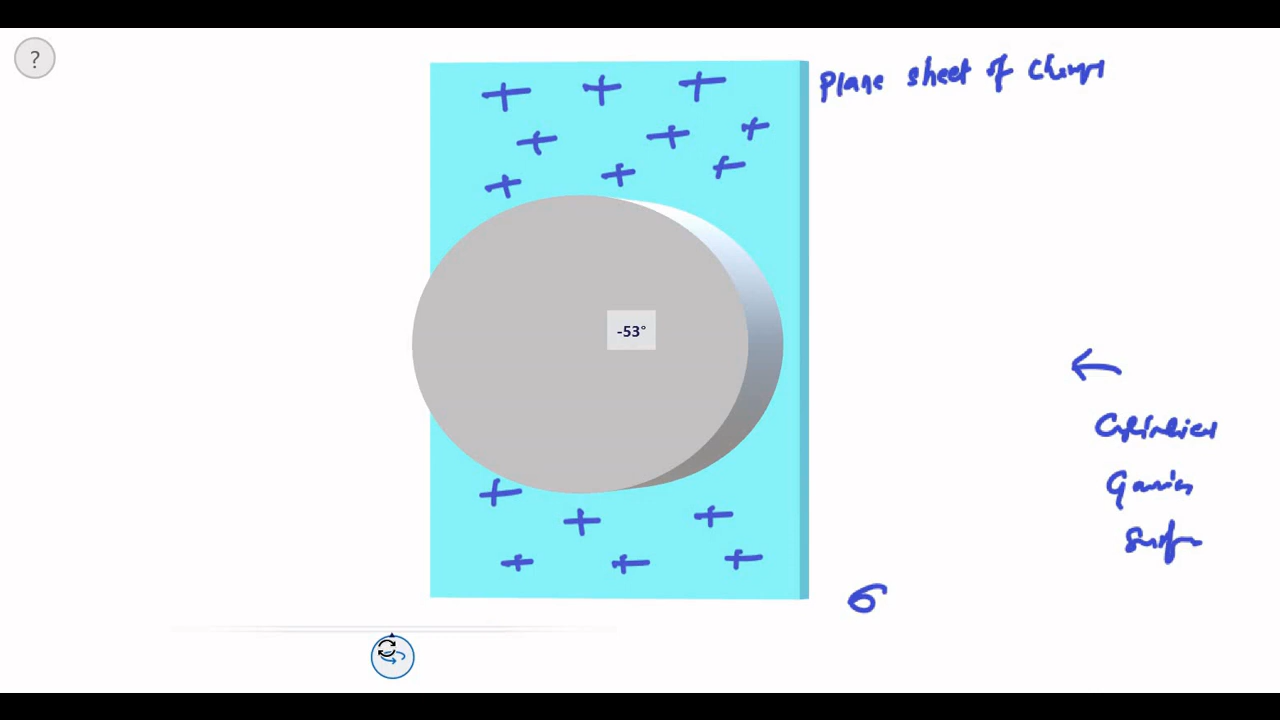 ?
Plane sheet of Charge
-53°
Cylindrical
Gaussian
Surface
σ